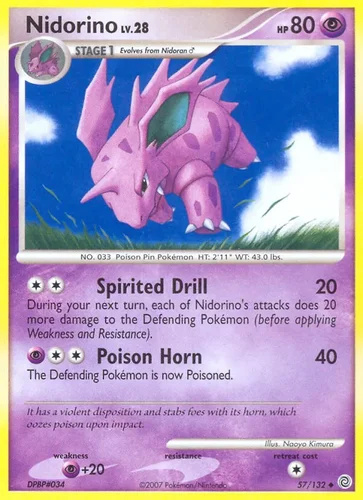 Nidorino LV.28
HP 80
STAGE 1 Evolves from Nidoran ♂
NO. 033 Poison Pin Pokémon HT: 2'11" WT: 43.0 lbs.
Spirited Drill 20
During your next turn, each of Nidorino's attacks does 20
more damage to the Defending Pokémon (before applying
Weakness and Resistance).
Poison Horn 40
The Defending Pokémon is now Poisoned.
It has a violent disposition and stabs foes with its horn, which
oozes poison upon impact.
Illus. Naoyo Kimura
weakness resistance retreat cost
+20
DPBP#034 ©2007 Pokémon/Nintendo 57/132